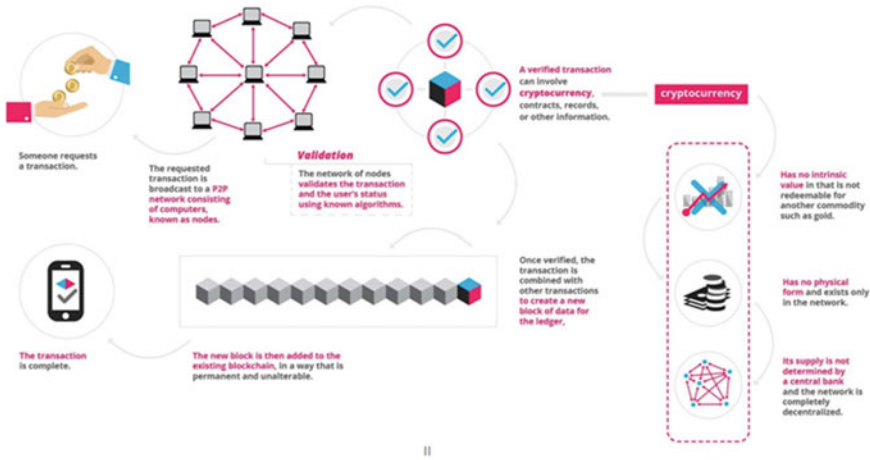 Someone requests
a transaction.
The requested
transaction is
broadcast to a P2P
network consisting
of computers,
known as nodes.
Validation
The network of nodes
validates the transaction
and the user's status
using known algorithms.
A verified transaction
can involve
cryptocurrency,
contracts, records,
or other information.
cryptocurrency
Has no intrinsic
value in that is not
redeemable for
another commodity
such as gold.
Has no physical
form and exists only
in the network.
Its supply is not
determined by
a central bank
and the network is
completely
decentralized.
Once verified, the
transaction is
combined with
other transactions
to create a new
block of data for
the ledger,
The new block is then added to the
existing blockchain, in a way that is
permanent and unalterable.
The transaction
is complete.
II